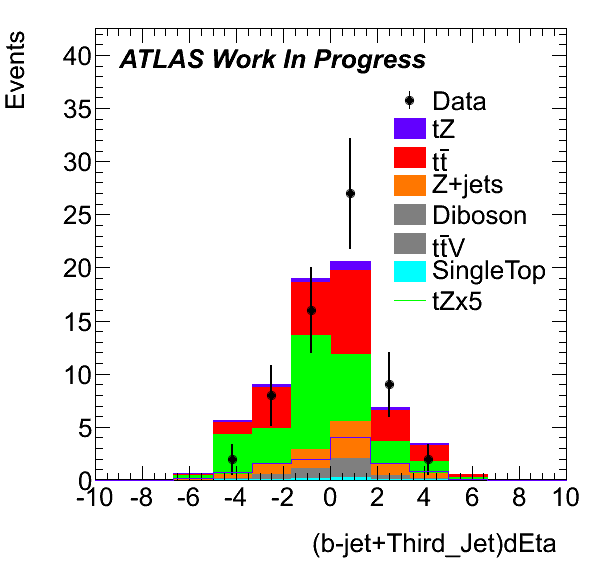 Events
ATLAS Work In Progress
40
35
30
25
20
15
10
5
0
Data
tZ
tt̄
Z+jets
Diboson
tt̄V
SingleTop
tZx5
-10 -8 -6 -4 -2 0 2 4 6 8 10
(b-jet+Third_Jet)dEta